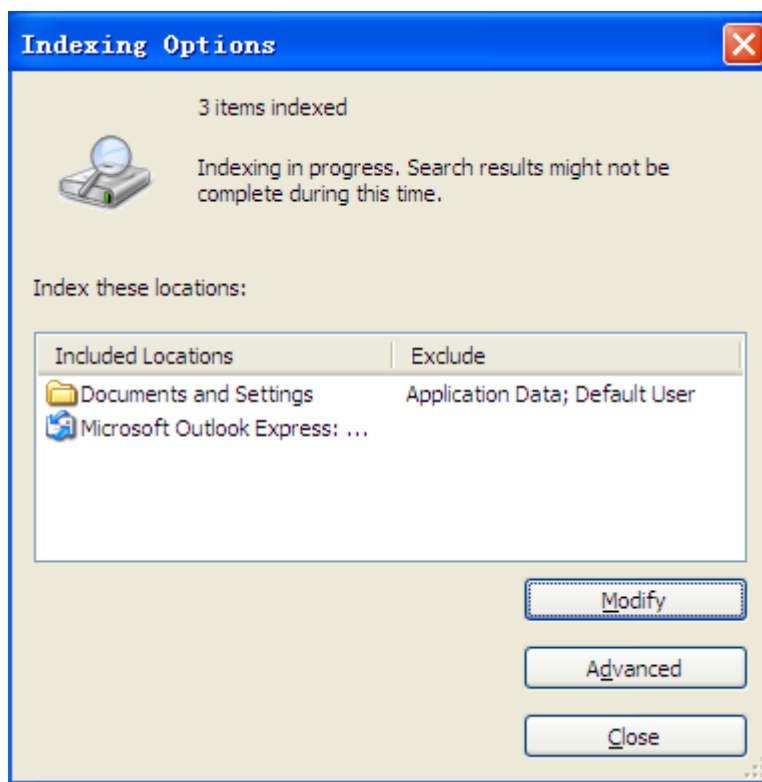 Indexing Options
3 items indexed
Indexing in progress. Search results might not be
complete during this time.
Index these locations:
Included Locations Exclude
Documents and Settings Application Data; Default User
Microsoft Outlook Express: ...
Modify
Advanced
Close